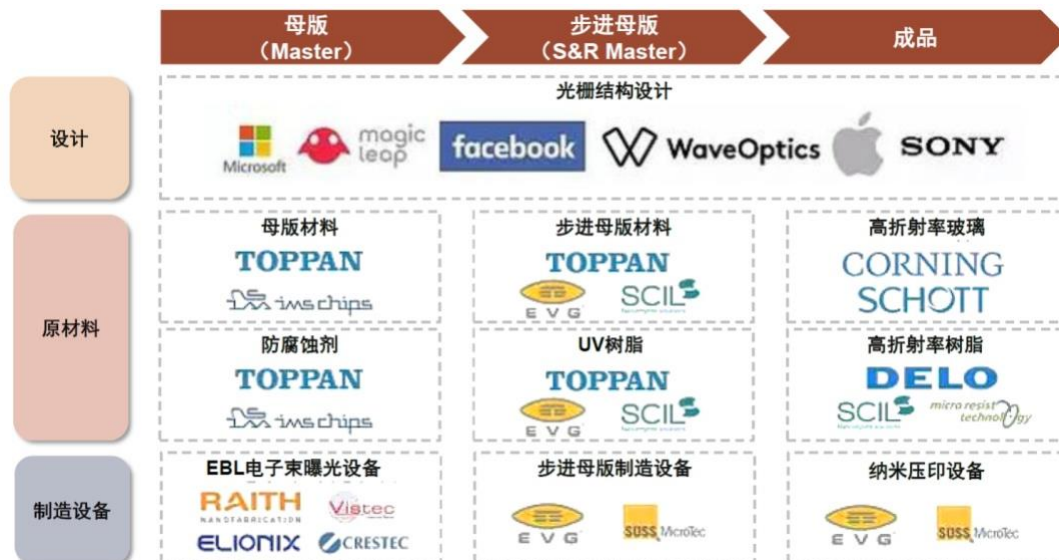 母版
（Master）
步进母版
（S&R Master）
成品
设计
光栅结构设计
Microsoft
magic
leap
facebook
WaveOptics
SONY
原材料
母版材料
TOPPAN
ims chips
步进母版材料
TOPPAN
EVG
SCIL
高折射率玻璃
CORNING
SCHOTT
防腐蚀剂
TOPPAN
ims chips
UV树脂
TOPPAN
EVG
SCIL
高折射率树脂
DELO
SCIL
micro resist
technology
制造设备
EBL电子束曝光设备
RAITH
NANOFABRICATION
Vistec
ELIONIX
CRESTEC
步进母版制造设备
EVG
SUSS MicroTec
纳米压印设备
EVG
SUSS MicroTec